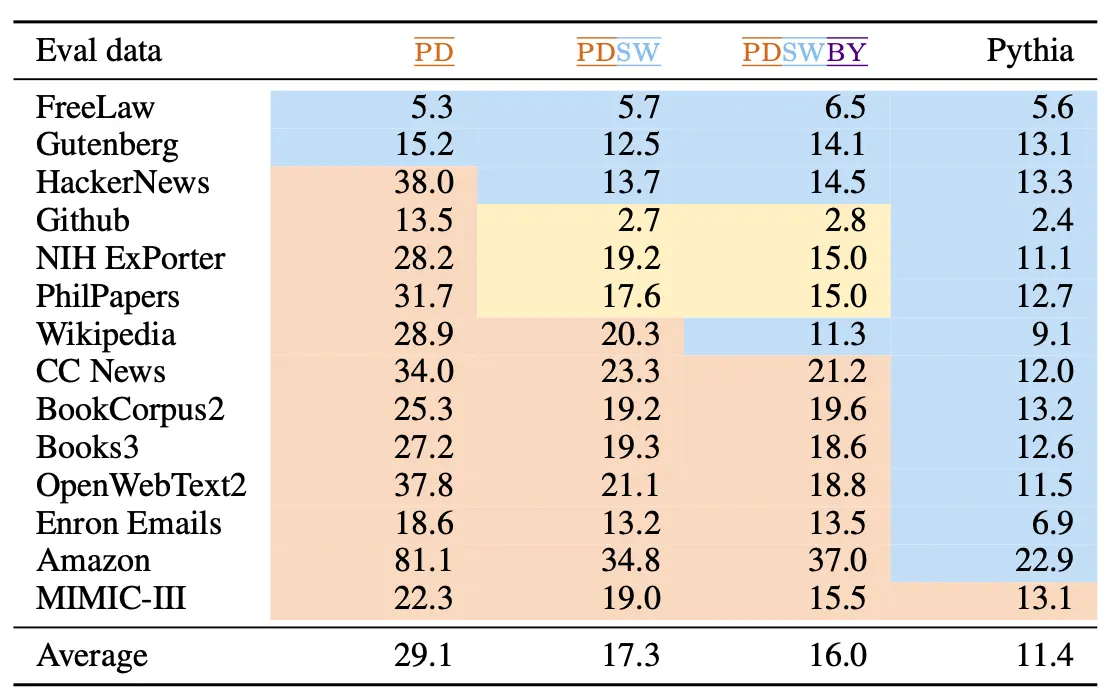 Eval data PD PDSW PDSWBY Pythia
FreeLaw 5.3 5.7 6.5 5.6
Gutenberg 15.2 12.5 14.1 13.1
HackerNews 38.0 13.7 14.5 13.3
Github 13.5 2.7 2.8 2.4
NIH ExPorter 28.2 19.2 15.0 11.1
PhilPapers 31.7 17.6 15.0 12.7
Wikipedia 28.9 20.3 11.3 9.1
CC News 34.0 23.3 21.2 12.0
BookCorpus2 25.3 19.2 19.6 13.2
Books3 27.2 19.3 18.6 12.6
OpenWebText2 37.8 21.1 18.8 11.5
Enron Emails 18.6 13.2 13.5 6.9
Amazon 81.1 34.8 37.0 22.9
MIMIC-III 22.3 19.0 15.5 13.1
Average 29.1 17.3 16.0 11.4